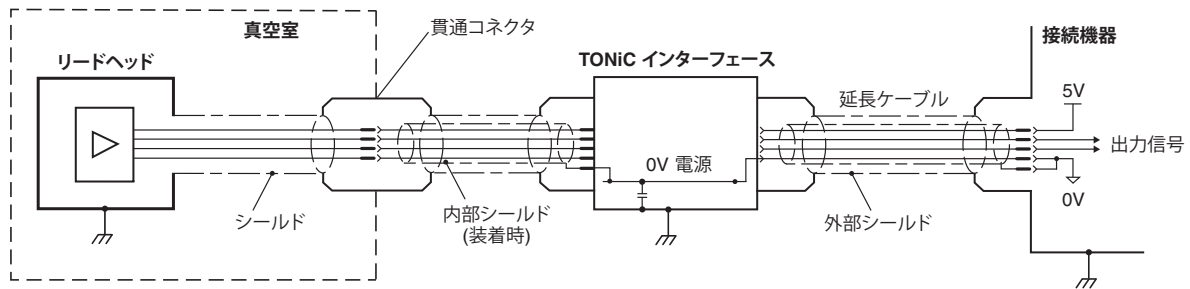 真空室
貫通コネクタ
接続機器
リードヘッド
TONiC インターフェース
延長ケーブル
5V
出力信号
0V 電源
0V
シールド
内部シールド
(装着時)
外部シールド